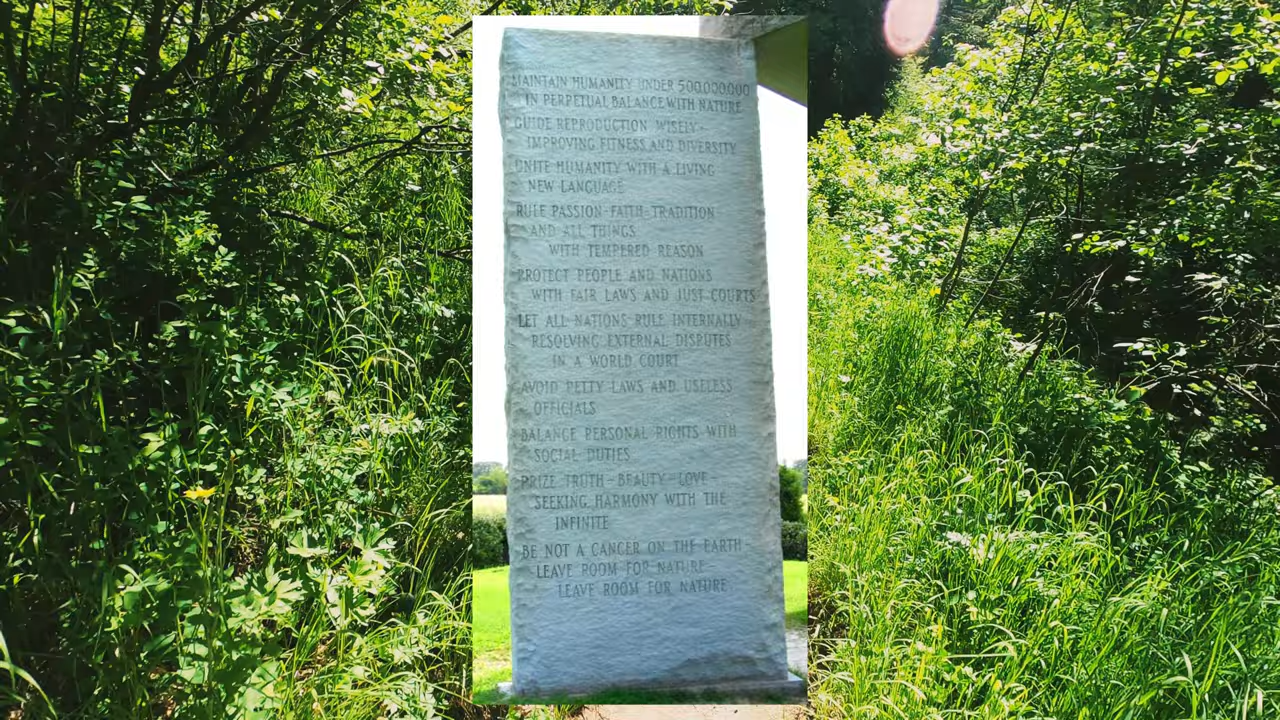 MAINTAIN HUMANITY UNDER 500,000,000
IN PERPETUAL BALANCE WITH NATURE
GUIDE REPRODUCTION WISELY-
IMPROVING FITNESS AND DIVERSITY
UNITE HUMANITY WITH A LIVING
NEW LANGUAGE
RULE PASSION-FAITH-TRADITION
AND ALL THINGS
WITH TEMPERED REASON
PROTECT PEOPLE AND NATIONS
WITH FAIR LAWS AND JUST COURTS
LET ALL NATIONS RULE INTERNALLY
RESOLVING EXTERNAL DISPUTES
IN A WORLD COURT
AVOID PETTY LAWS AND USELESS
OFFICIALS
BALANCE PERSONAL RIGHTS WITH
SOCIAL DUTIES
PRIZE TRUTH-BEAUTY-LOVE-
SEEKING HARMONY WITH THE
INFINITE
BE NOT A CANCER ON THE EARTH-
LEAVE ROOM FOR NATURE-
LEAVE ROOM FOR NATURE